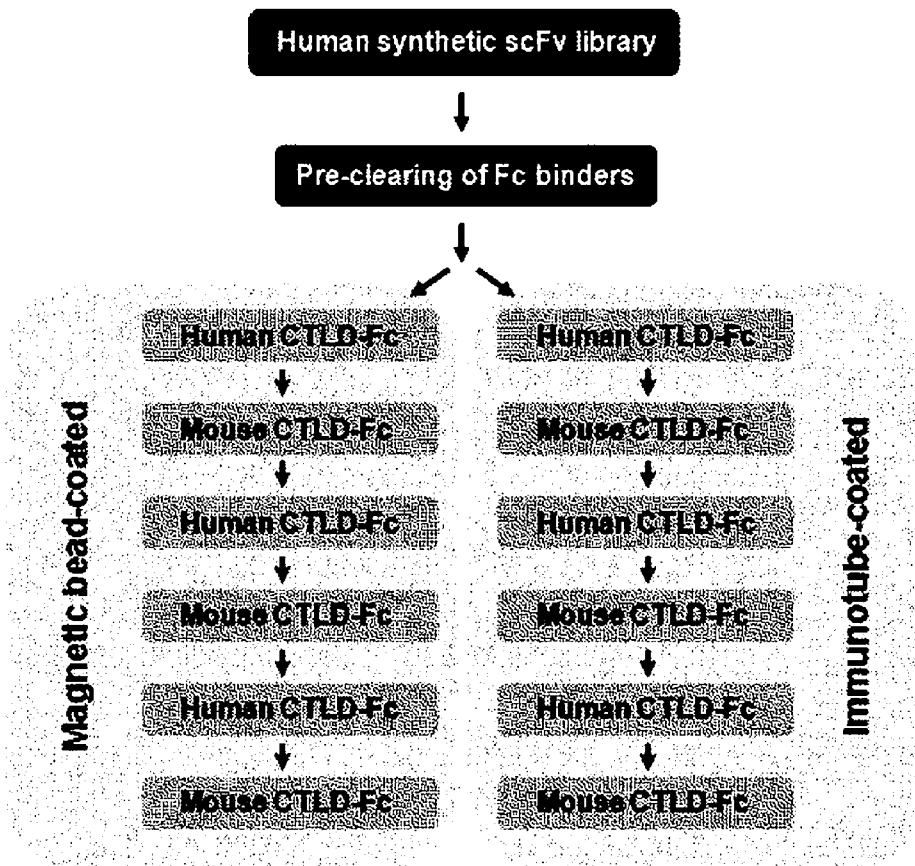 Human synthetic scFv library
Pre-clearing of Fc binders
Magnetic bead-coated
Human CTLD-Fc
Mouse CTLD-Fc
Human CTLD-Fc
Mouse CTLD-Fc
Human CTLD-Fc
Mouse CTLD-Fc
Human CTLD-Fc
Mouse CTLD-Fc
Human CTLD-Fc
Mouse CTLD-Fc
Human CTLD-Fc
Mouse CTLD-Fc
Immunotube-coated